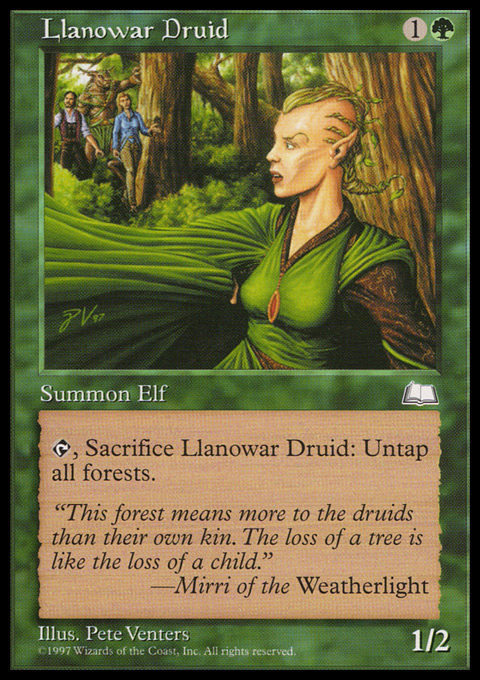 Llanowar Druid 1
PV 97
Summon Elf
, Sacrifice Llanowar Druid: Untap
all forests.
“This forest means more to the druids
than their own kin. The loss of a tree is
like the loss of a child.”
—Mirri of the Weatherlight
Illus. Pete Venters
1/2
©1997 Wizards of the Coast, Inc. All rights reserved.